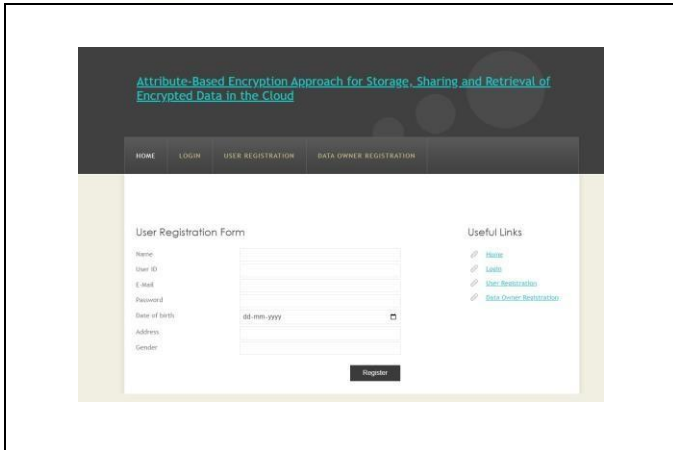 Attribute-Based Encryption Approach for Storage, Sharing and Retrieval of
Encrypted Data in the Cloud
HOME LOGIN USER REGISTRATION DATA OWNER REGISTRATION
User Registration Form
Name
User ID
E-Mail
Password
Date of birth dd-mm-yyyy
Address
Gender
Register
Useful Links
Home
Login
User Registration
Data Owner Registration